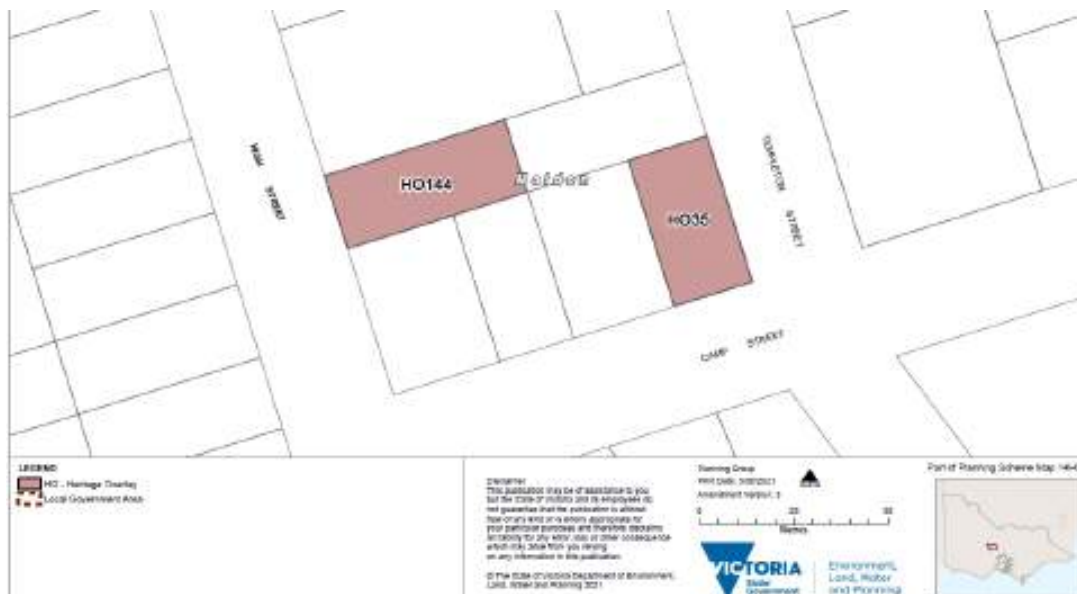 HIGH STREET
HO144
Maldon
TEMPLETON STREET
HO35
CAMP STREET
LEGEND
HO - Heritage Overlay
Local Government Area
Disclaimer
This publication may be of assistance to you
but the State of Victoria and its employees do
not guarantee that the publication is without
flaw of any kind or is wholly appropriate for
your particular purposes and therefore disclaims
all liability for any error, loss or other consequence
which may arise from you relying
on any information in this publication.
© The State of Victoria Department of Environment,
Land, Water and Planning 2021
Planning Group
Print Date:
Amendment Version:
0
Metres
Part of Planning Scheme Map
VICTORIA
State
Government
Environment,
Land, Water
and Planning